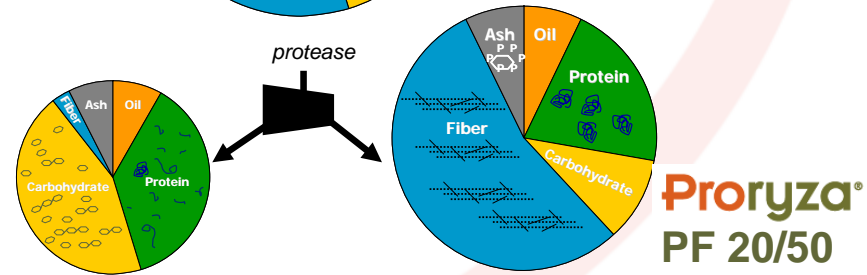 protease
Fiber
Ash
Oil
Protein
Carbohydrate
Ash
P P
P P
P P
Oil
Protein
Fiber
Carbohydrate
Proryza®
PF 20/50